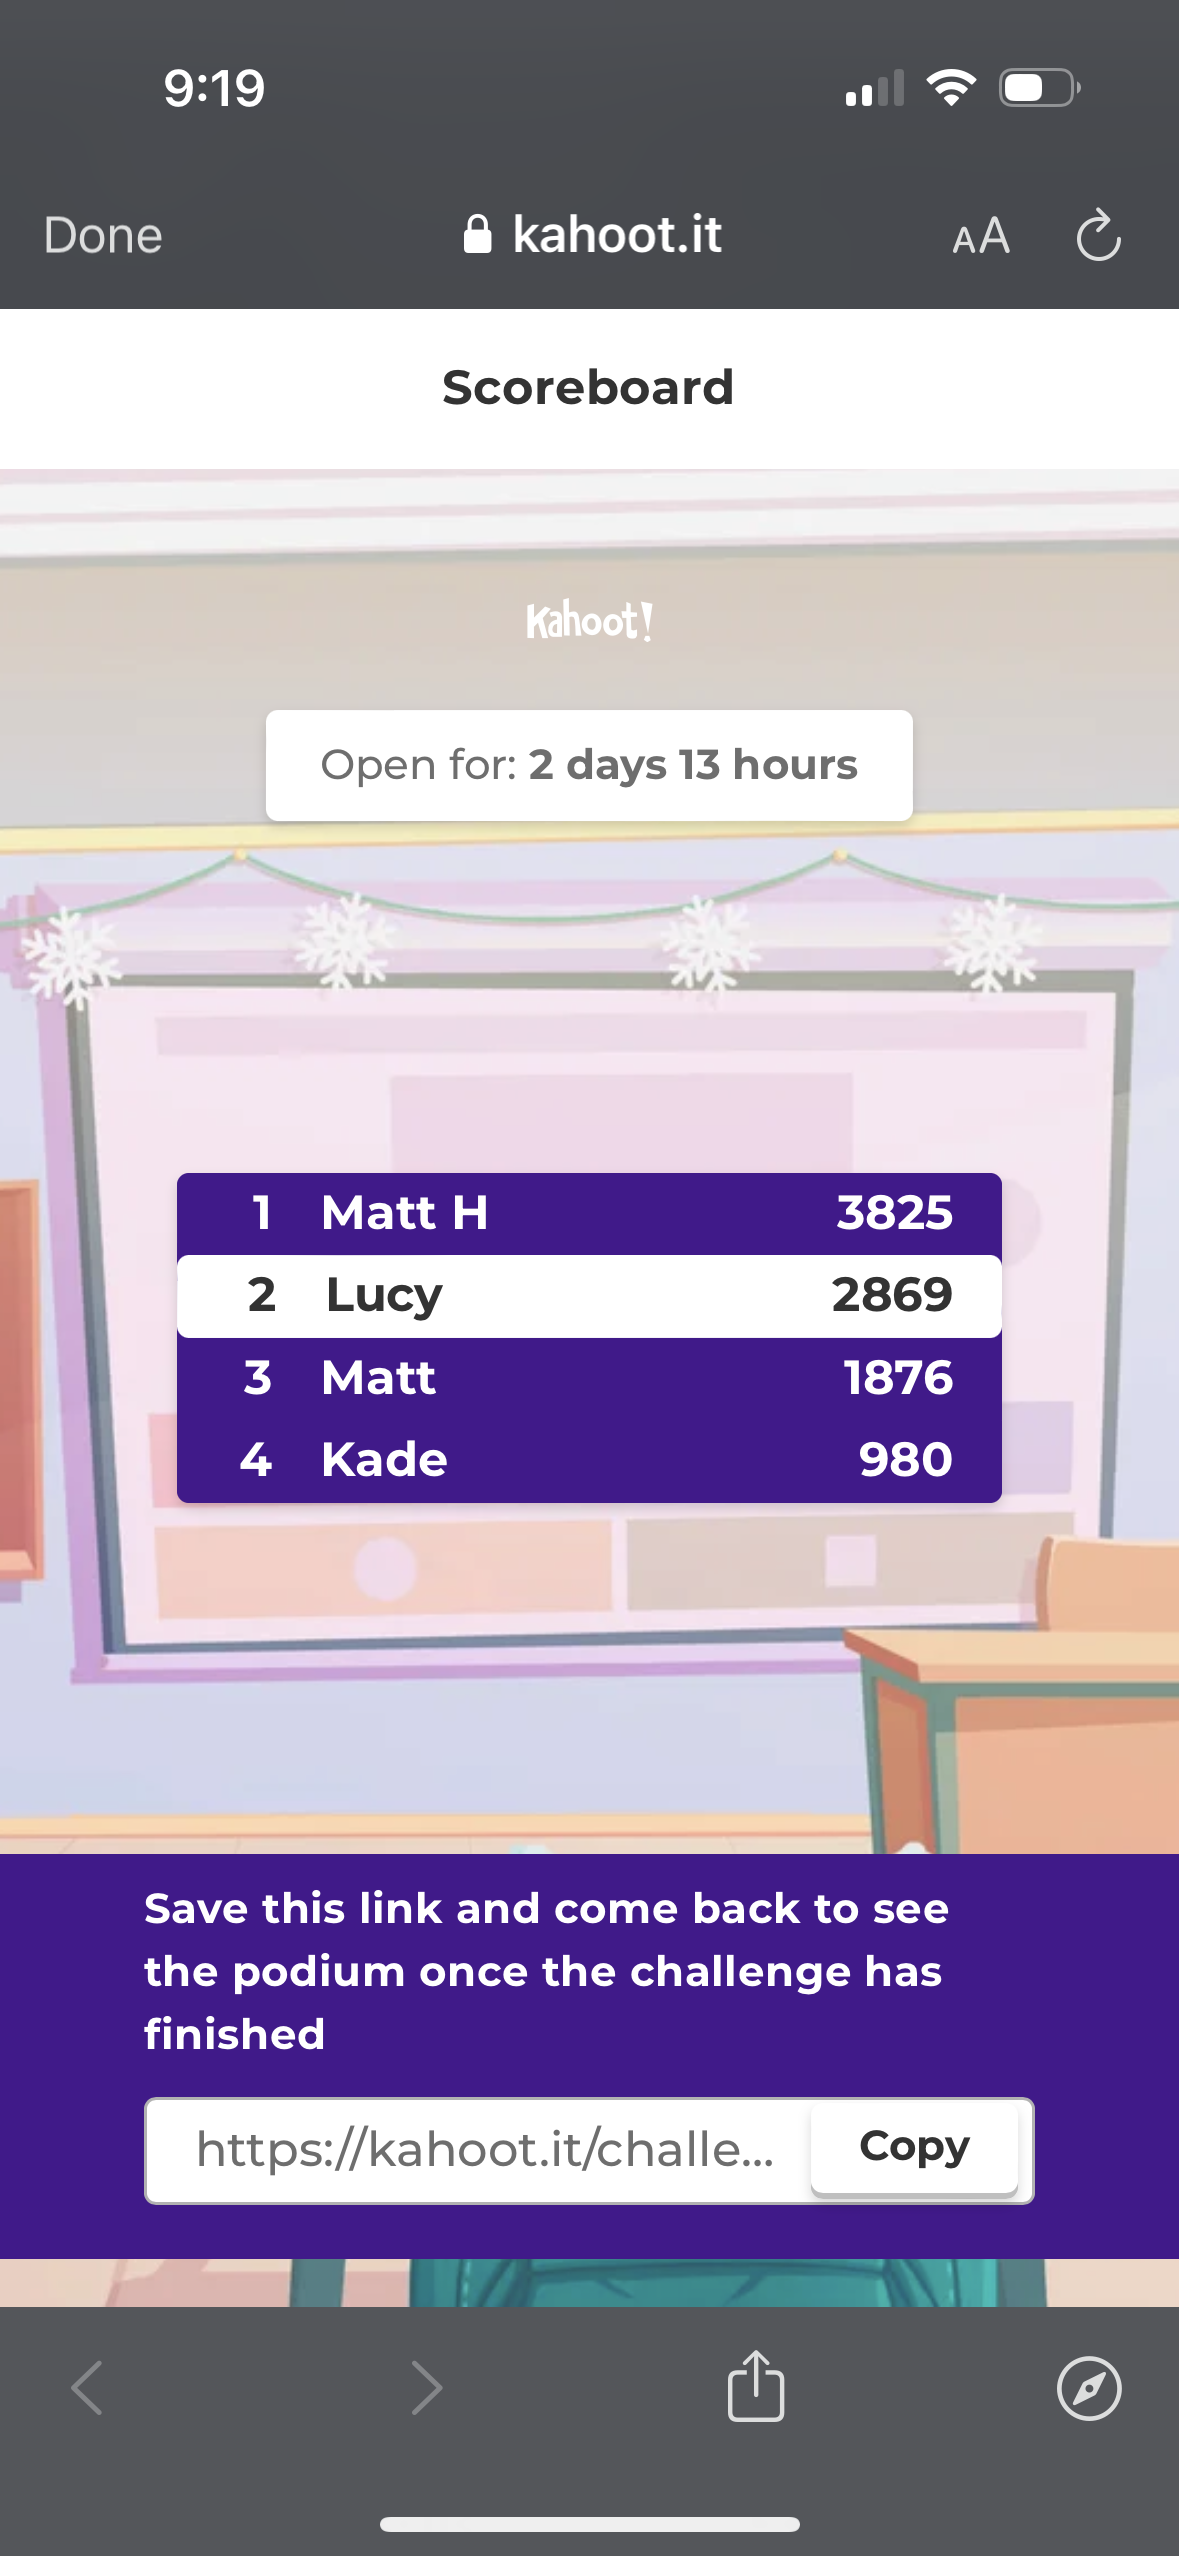 9:19
Done
kahoot.it
AA
Scoreboard
Kahoot!
Open for: 2 days 13 hours
1 Matt H 3825
2 Lucy 2869
3 Matt 1876
4 Kade 980
Save this link and come back to see
the podium once the challenge has
finished
https://kahoot.it/challe...
Copy